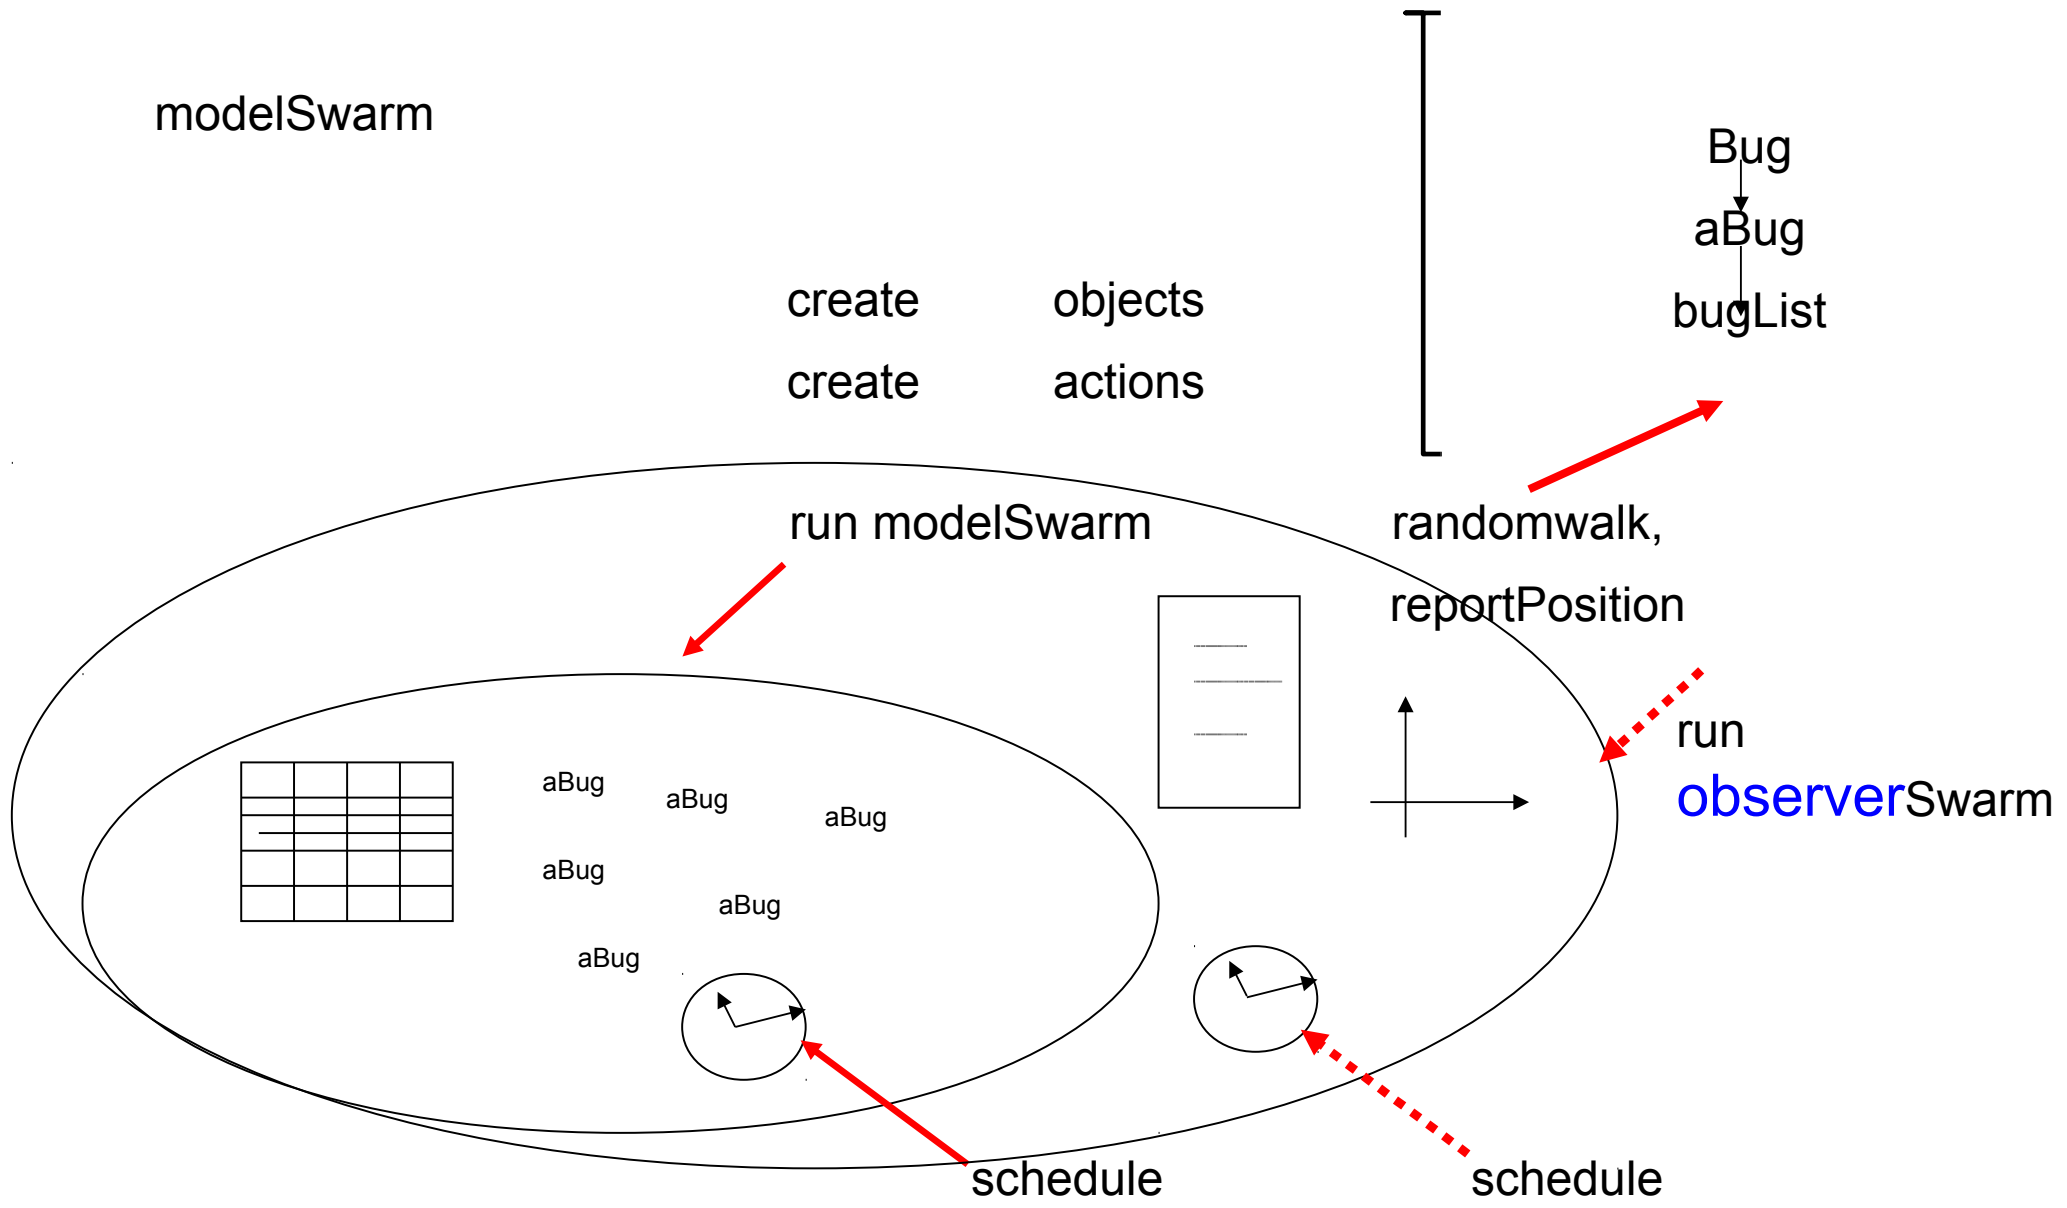 modelSwarm
Bug
aBug
bugList
create objects
create actions
run modelSwarm
randomwalk,
reportPosition
run
observerSwarm
aBug
aBug
aBug
aBug
aBug
aBug
schedule
schedule